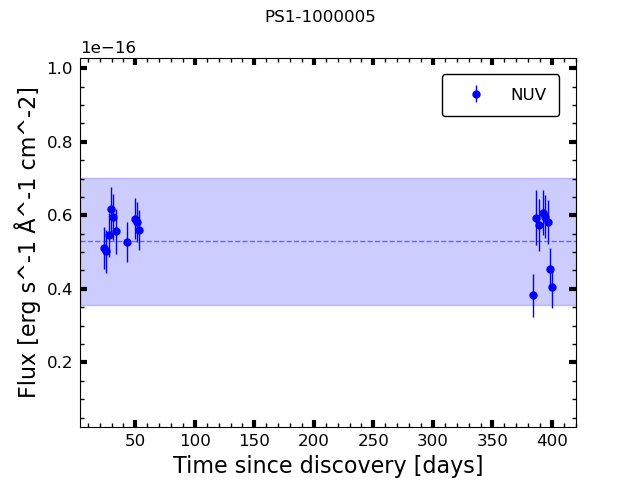 PS1-1000005
1e−16
NUV
1.0
0.8
0.6
0.4
0.2
Flux [erg s^-1 Å^-1 cm^-2]
50 100 150 200 250 300 350 400
Time since discovery [days]